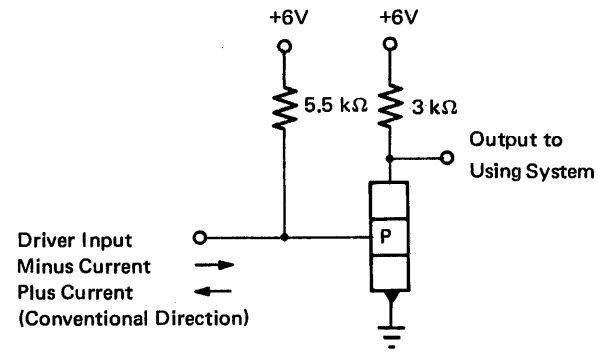 +6V
+6V
5.5 kΩ
3 kΩ
Output to
Using System
P
Driver Input
Minus Current
Plus Current
(Conventional Direction)